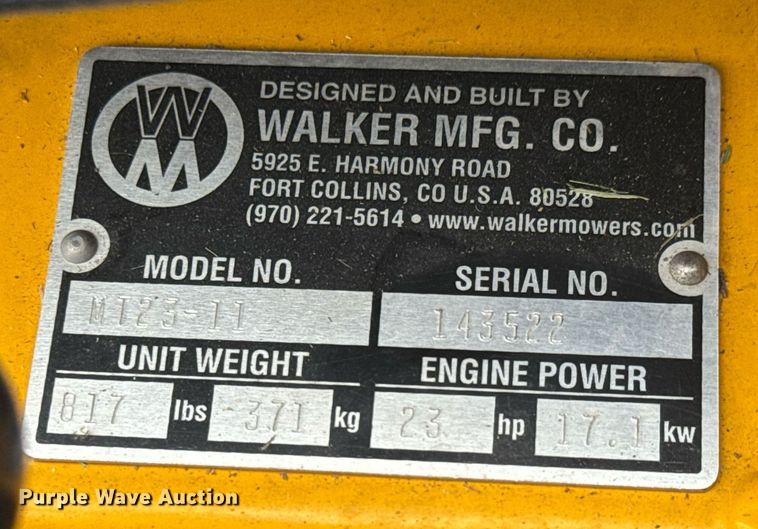 WM
DESIGNED AND BUILT BY
WALKER MFG. CO.
5925 E. HARMONY ROAD
FORT COLLINS, CO U.S.A. 80528
(970) 221-5614 • www.walkermowers.com
MODEL NO. SERIAL NO.
MT23-11 143522
UNIT WEIGHT ENGINE POWER
817 lbs 371 kg 23 hp 17.1 kw
Purple Wave Auction